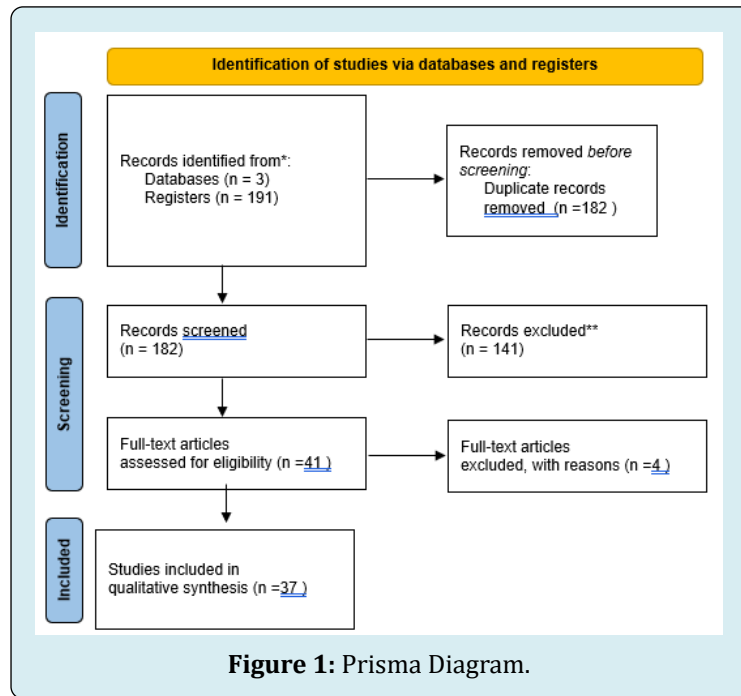 Identification of studies via databases and registers
Identification
Records identified from*:
Databases (n = 3)
Registers (n = 191)
Records removed before
screening:
Duplicate records
removed (n =182 )
Screening
Records screened
(n = 182)
Records excluded**
(n = 141)
Full-text articles
assessed for eligibility (n =41 )
Full-text articles
excluded, with reasons (n =4 )
Included
Studies included in
qualitative synthesis (n =37 )
Figure 1: Prisma Diagram.